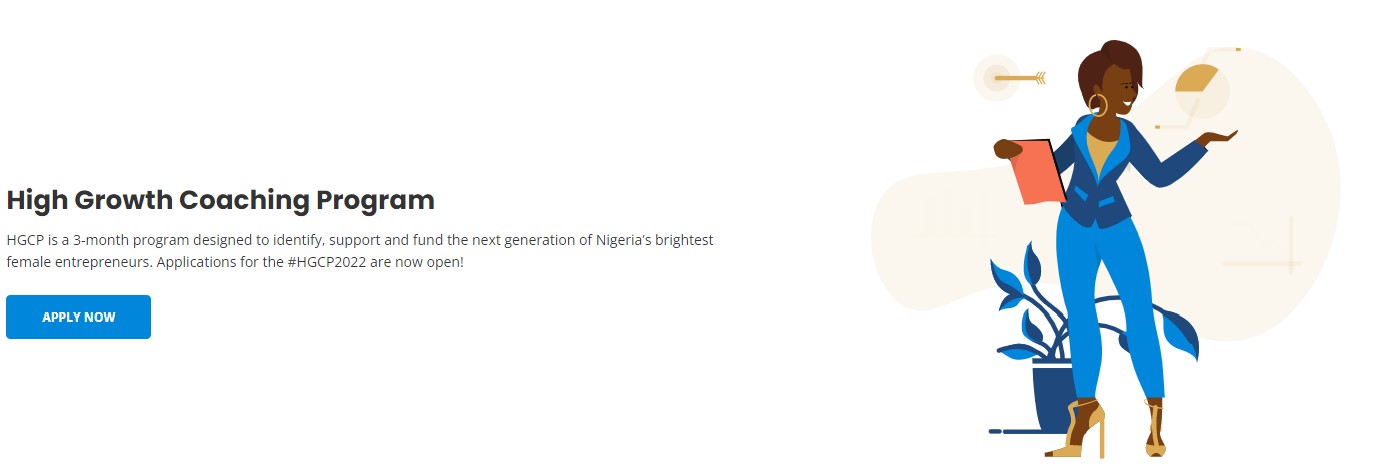 High Growth Coaching Program
HGCP is a 3-month program designed to identify, support and fund the next generation of Nigeria’s brightest
female entrepreneurs. Applications for the #HGCP2022 are now open!
APPLY NOW